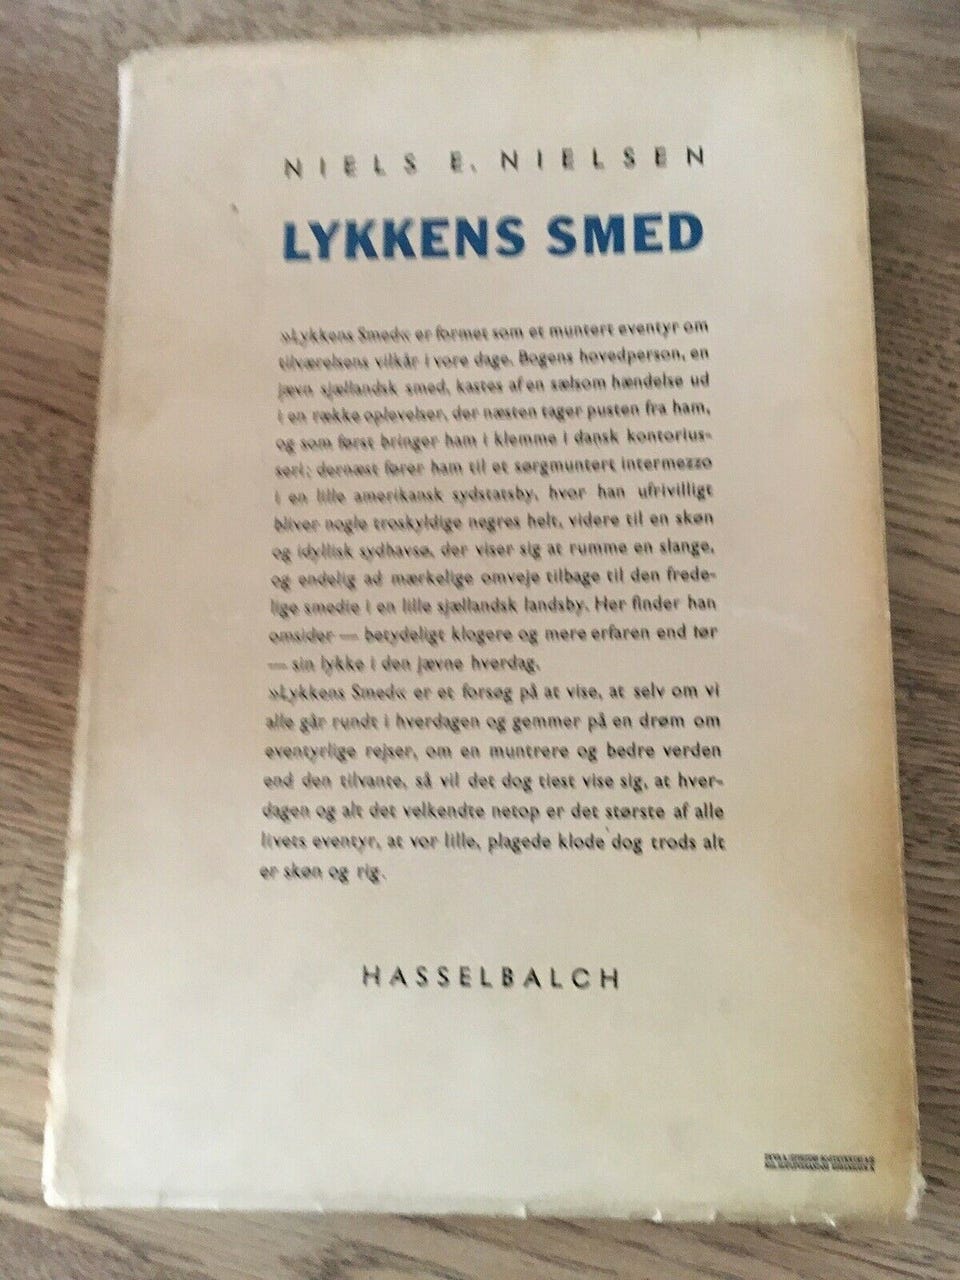 NIELS E. NIELSEN
LYKKENS SMED
»Lykkens Smed« er formet som et muntert eventyr om
tilværelsens vilkår i vore dage. Bogens hovedperson, en
jævn sjællandsk smed, kastes af en sælsom hændelse ud
i en række oplevelser, der næsten tager pusten fra ham,
og som først bringer ham i klemme i dansk kontorius-
seri; dernæst fører ham til et sørgmuntert intermezzo
i en lille amerikansk sydstatsby, hvor han ufrivilligt
bliver nogle troskyldige negres helt, videre til en skøn
og idyllisk sydhavsø, der viser sig at rumme en slange,
og endelig ad mærkelige omveje tilbage til den frede-
lige smedie i en lille sjællandsk landsby. Her finder han
omsider — betydeligt klogere og mere erfaren end før
— sin lykke i den jævne hverdag.
»Lykkens Smed« er et forsøg på at vise, at selv om vi
alle går rundt i hverdagen og gemmer på en drøm om
eventyrlige rejser, om en muntrere og bedre verden
end den tilvante, så vil det dog tiest vise sig, at hver-
dagen og alt det velkendte netop er det største af alle
livets eventyr, at vor lille, plagede klode dog trods alt
er skøn og rig.
HASSELBALCH